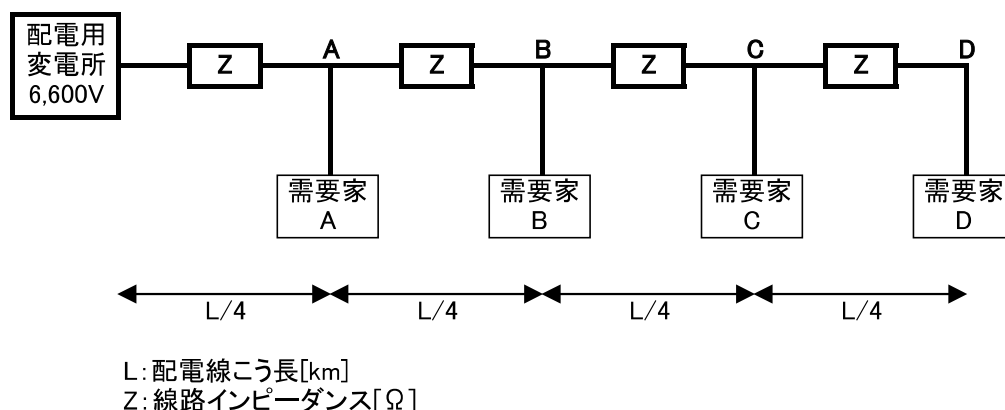 配電用
変電所
6,600V
Z
A
Z
B
Z
C
Z
D
需要家
A
需要家
B
需要家
C
需要家
D
L/4
L/4
L/4
L/4
L:配電線こう長[km]
Z:線路インピーダンス[Ω]